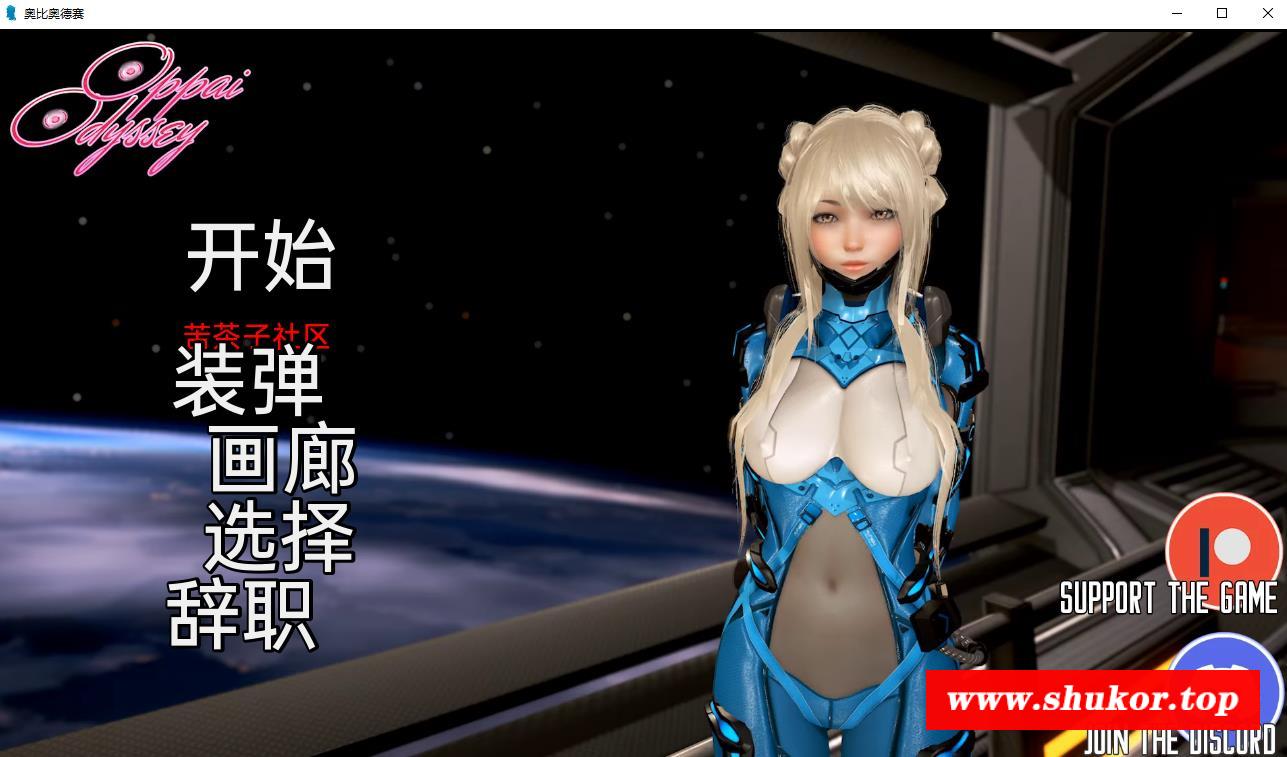 奥比奥德赛
Oppai
Odyssey
开始
苦茶子社区
装弹
画廊
选择
辞职
SUPPORT THE GAME
www.shukor.top
JOIN THE DISCORD